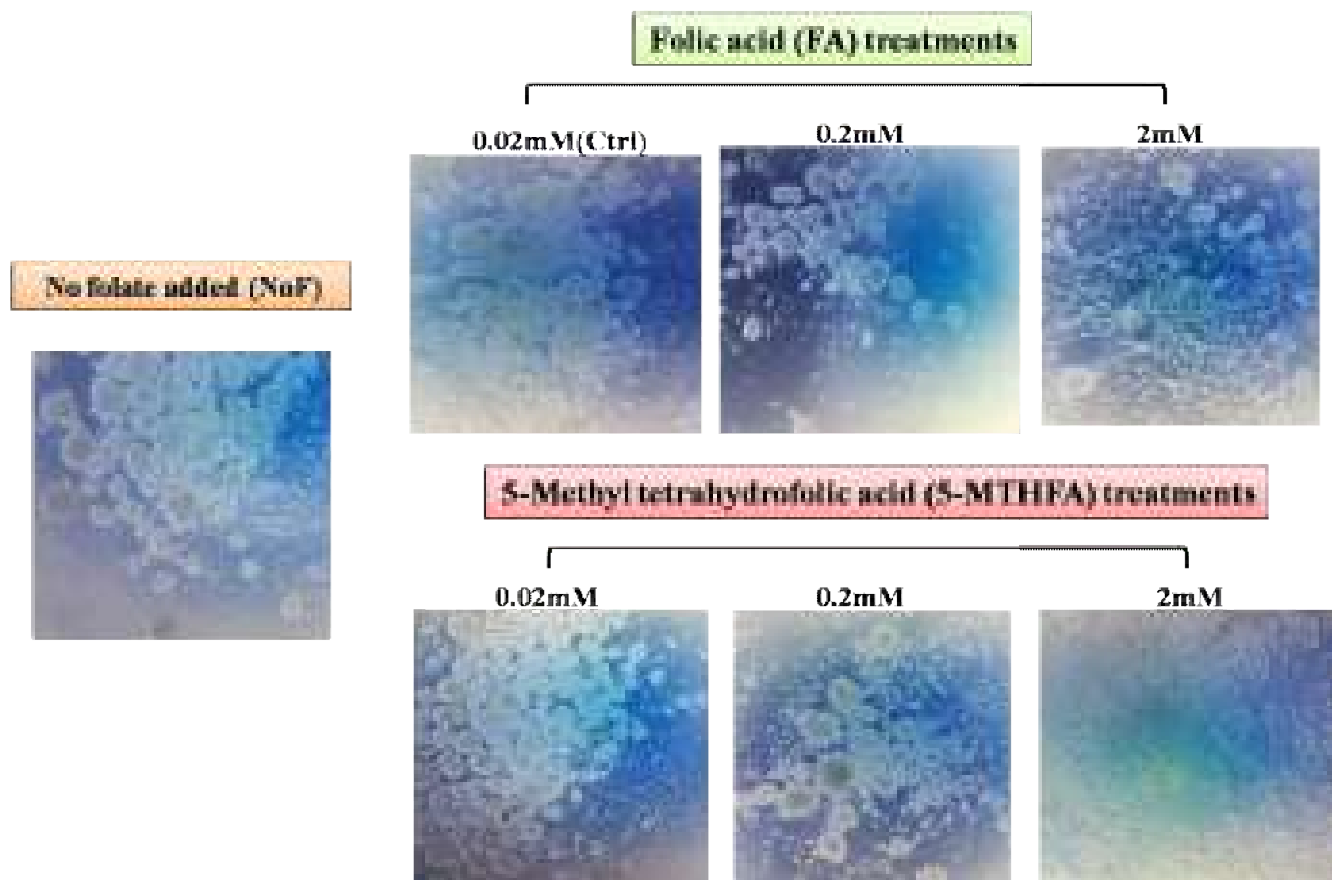 Folic acid (FA) treatments
0.02mM(Ctrl)
0.2mM
2mM
No folate added (NoF)
5-Methyl tetrahydrofolic acid (5-MTHFA) treatments
0.02mM
0.2mM
2mM